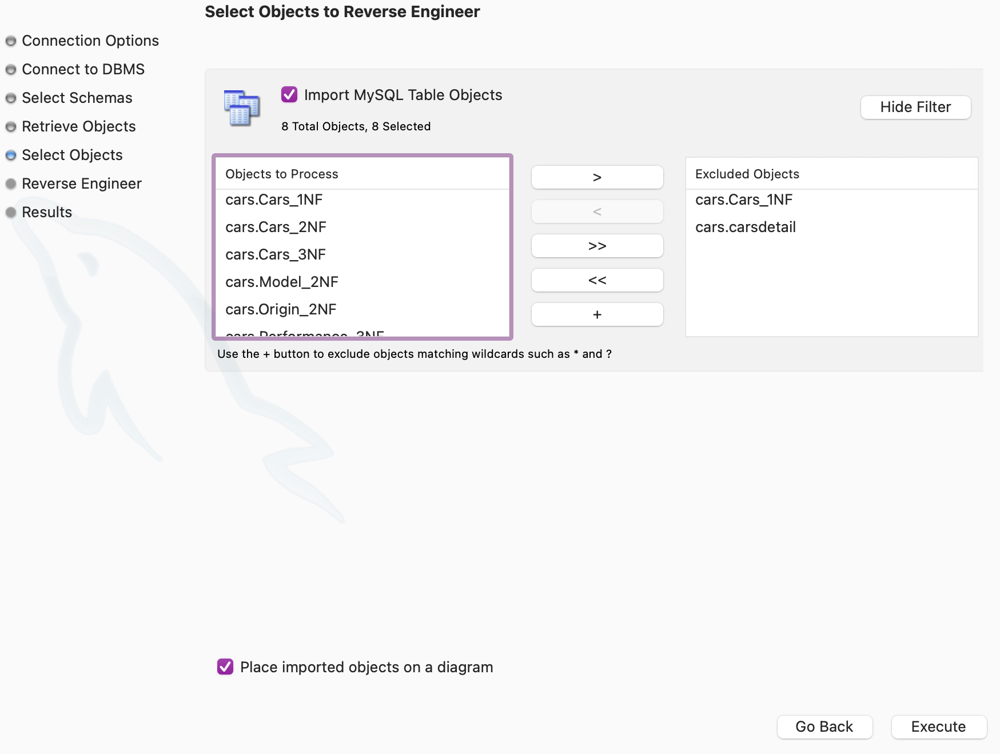 Select Objects to Reverse Engineer
Connection Options
Connect to DBMS
Select Schemas
Retrieve Objects
Select Objects
Reverse Engineer
Results
Import MySQL Table Objects
8 Total Objects, 8 Selected
Hide Filter
Objects to Process
cars.Cars_1NF
cars.Cars_2NF
cars.Cars_3NF
cars.Model_2NF
cars.Origin_2NF
cars.Performance_3NF
>
<
>>
<<
+
Excluded Objects
cars.Cars_1NF
cars.carsdetail
Use the + button to exclude objects matching wildcards such as * and ?
Place imported objects on a diagram
Go Back
Execute